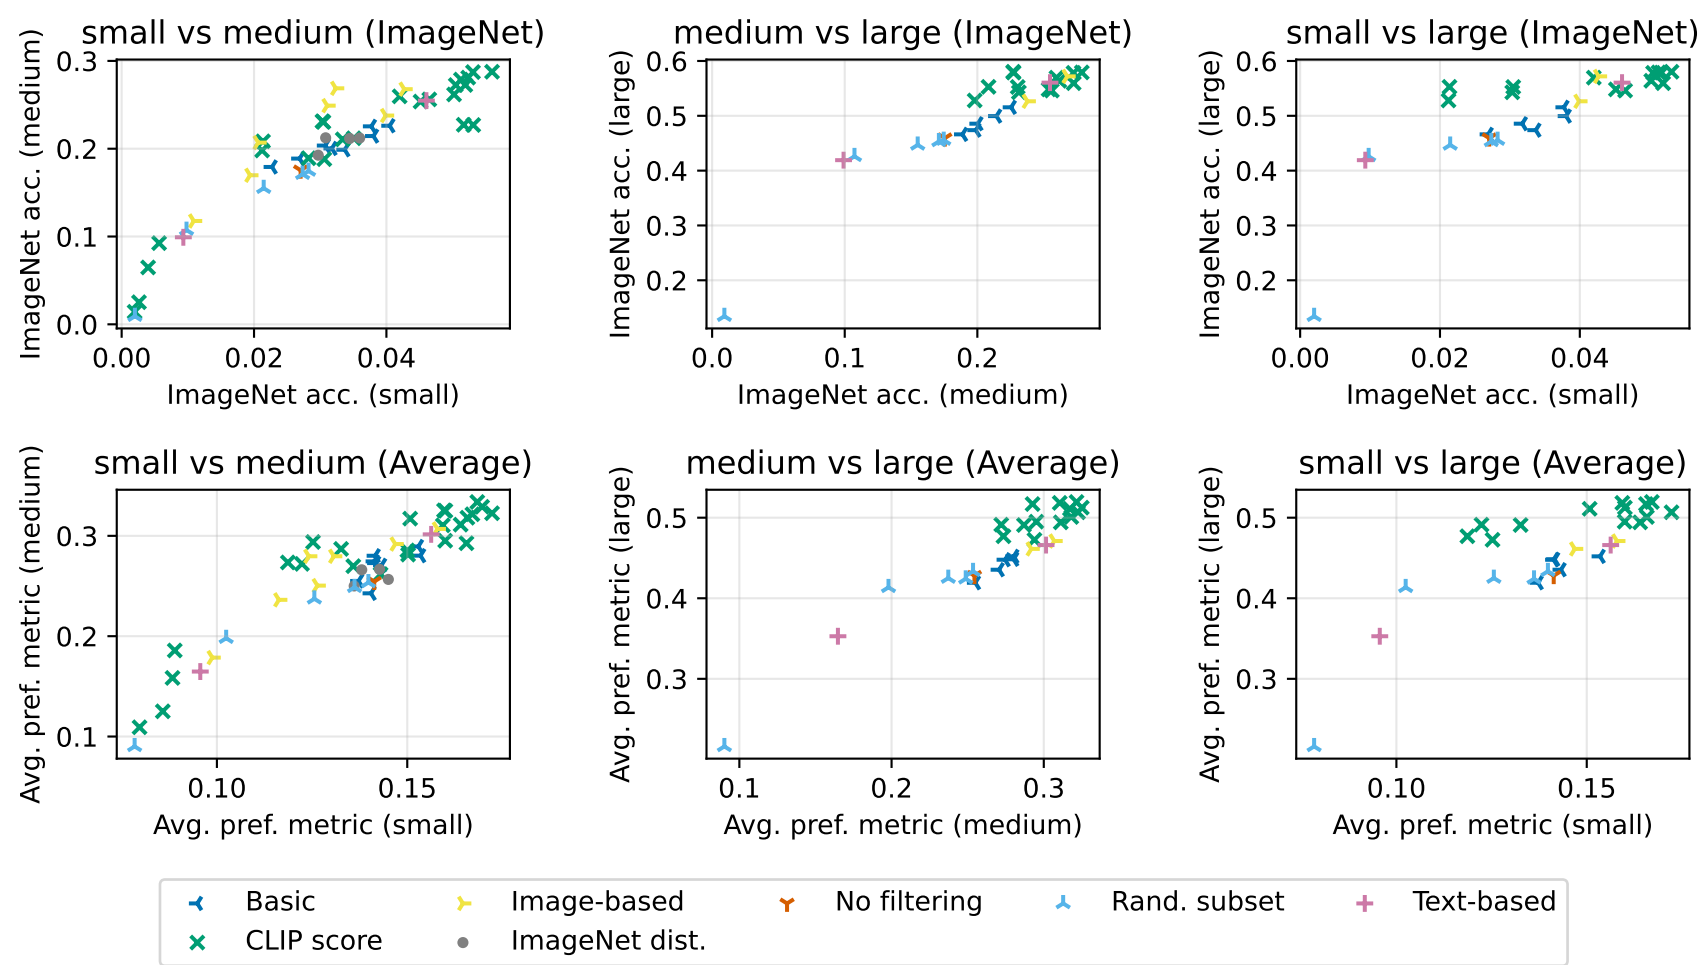 small vs medium (ImageNet)
ImageNet acc. (medium)
0.3
0.2
0.1
0.0
0.00 0.02 0.04
ImageNet acc. (small)
medium vs large (ImageNet)
ImageNet acc. (large)
0.6
0.5
0.4
0.3
0.2
0.0 0.1 0.2
ImageNet acc. (medium)
small vs large (ImageNet)
ImageNet acc. (large)
0.6
0.5
0.4
0.3
0.2
0.00 0.02 0.04
ImageNet acc. (small)
small vs medium (Average)
Avg. pref. metric (medium)
0.3
0.2
0.1
0.10 0.15
Avg. pref. metric (small)
medium vs large (Average)
Avg. pref. metric (large)
0.5
0.4
0.3
0.1 0.2 0.3
Avg. pref. metric (medium)
small vs large (Average)
Avg. pref. metric (large)
0.5
0.4
0.3
0.10 0.15
Avg. pref. metric (small)
Basic Image-based No filtering Rand. subset Text-based
CLIP score ImageNet dist.